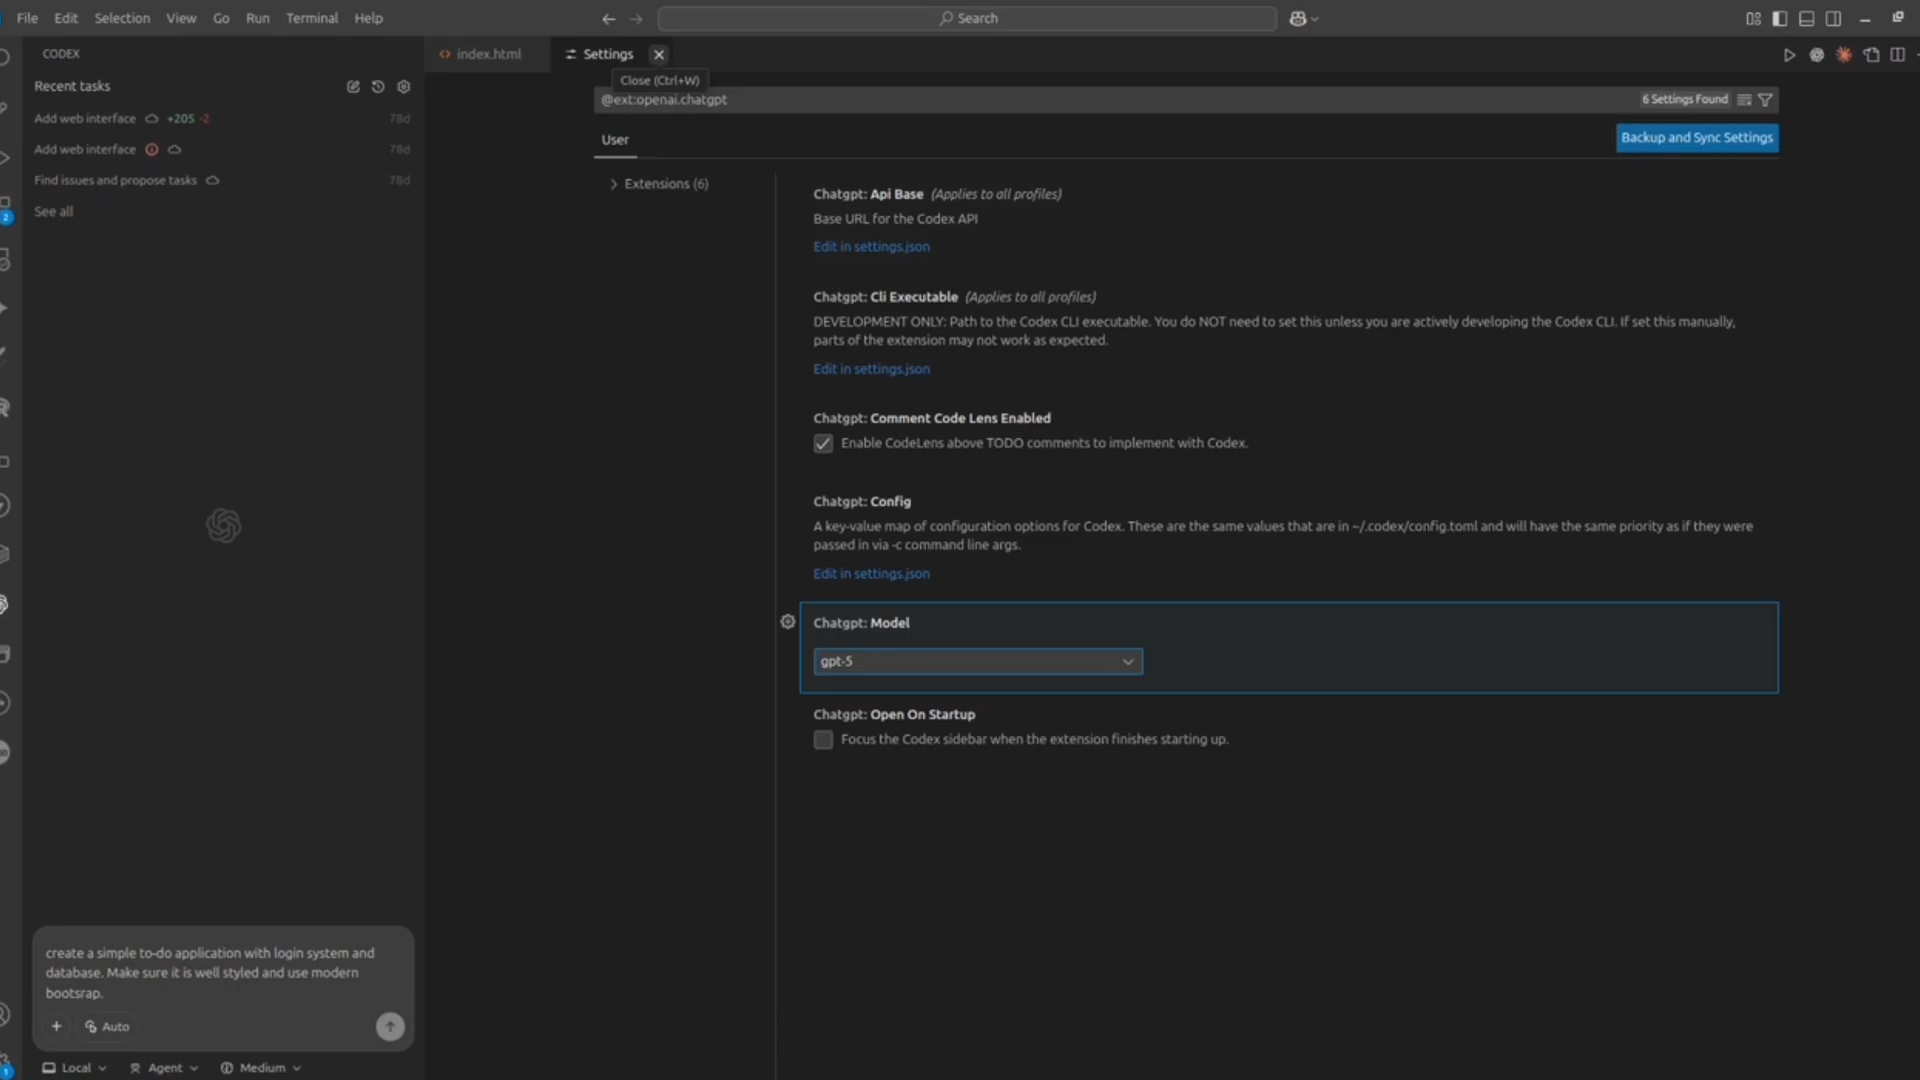 File Edit Selection View Go Run Terminal Help
Search
CODEX
Recent tasks
Add web interface +205 -2 78d
Add web interface 78d
Find issues and propose tasks 78d
See all
2
index.html
Settings
Close (Ctrl+W)
@ext:openai.chatgpt
6 Settings Found
User
Backup and Sync Settings
Extensions (6)
Chatgpt: Api Base (Applies to all profiles)
Base URL for the Codex API
Edit in settings.json
Chatgpt: Cli Executable (Applies to all profiles)
DEVELOPMENT ONLY: Path to the Codex CLI executable. You do NOT need to set this unless you are actively developing the Codex CLI. If set this manually,
parts of the extension may not work as expected.
Edit in settings.json
Chatgpt: Comment Code Lens Enabled
Enable CodeLens above TODO comments to implement with Codex.
Chatgpt: Config
A key-value map of configuration options for Codex. These are the same values that are in ~/.codex/config.toml and will have the same priority as if they were
passed in via -c command line args.
Edit in settings.json
Chatgpt: Model
gpt-5
Chatgpt: Open On Startup
Focus the Codex sidebar when the extension finishes starting up.
create a simple to-do application with login system and
database. Make sure it is well styled and use modern
bootsrap.
Auto
Local Agent Medium
1